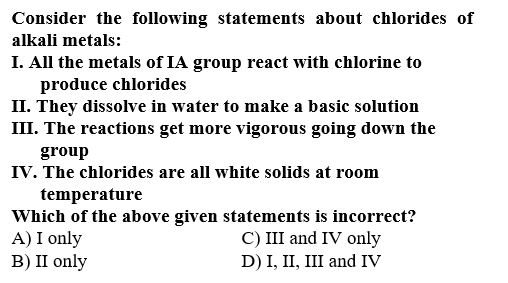 Consider the following statements about chlorides of
alkali metals:
I. All the metals of IA group react with chlorine to
produce chlorides
II. They dissolve in water to make a basic solution
III. The reactions get more vigorous going down the
group
IV. The chlorides are all white solids at room
temperature
Which of the above given statements is incorrect?
A) I only C) III and IV only
B) II only D) I, II, III and IV